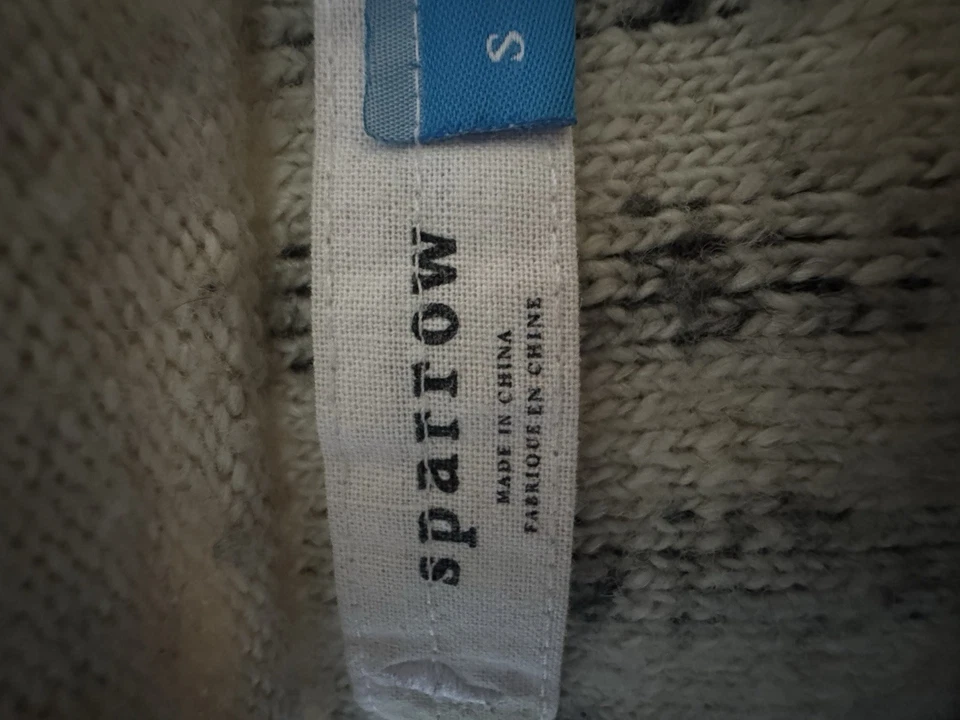 S
sparrow
MADE IN CHINA
FABRIQUE EN CHINE